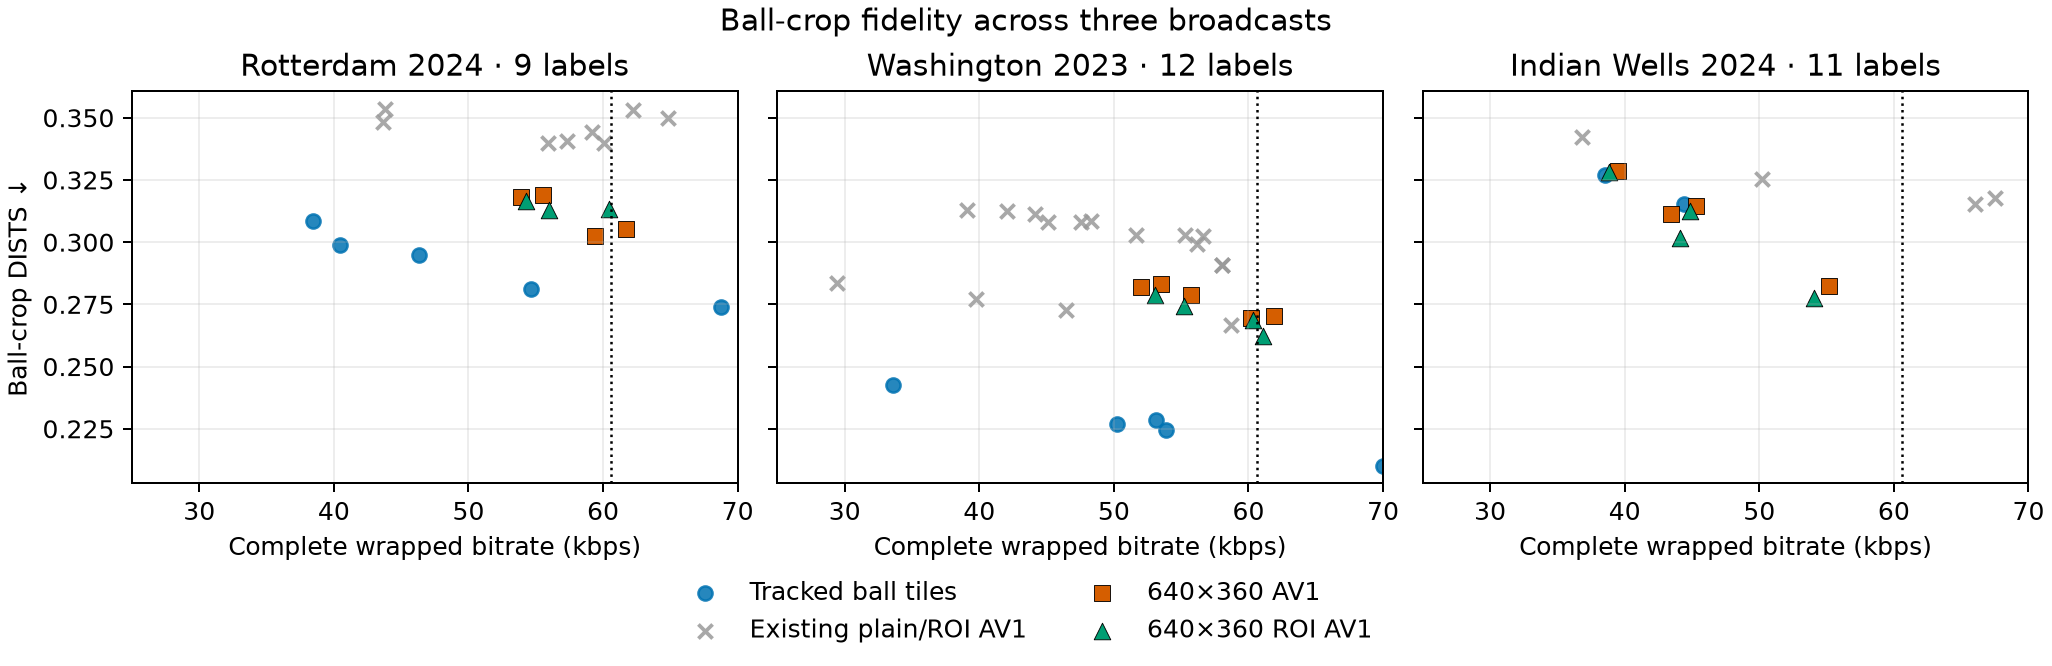 Ball-crop fidelity across three broadcasts
Rotterdam 2024 · 9 labels
Washington 2023 · 12 labels
Indian Wells 2024 · 11 labels
Ball-crop DISTS ↓
0.350
0.325
0.300
0.275
0.250
0.225
30 40 50 60 70
30 40 50 60 70
30 40 50 60 70
Complete wrapped bitrate (kbps)
Complete wrapped bitrate (kbps)
Complete wrapped bitrate (kbps)
Tracked ball tiles
Existing plain/ROI AV1
640×360 AV1
640×360 ROI AV1